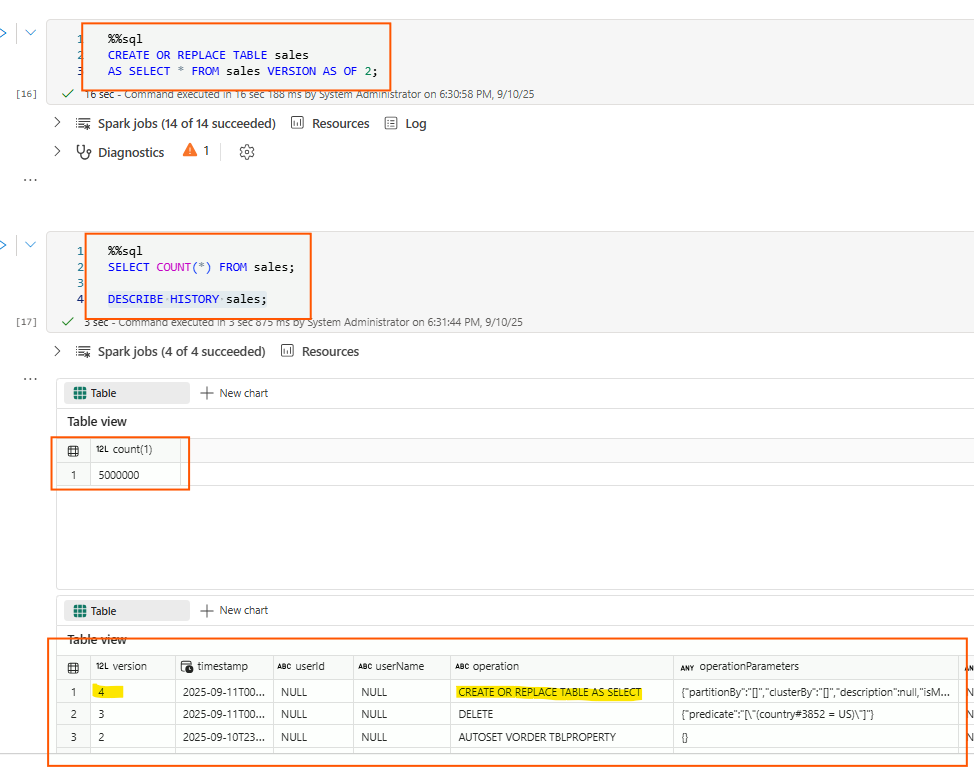 1 %%sql
2 CREATE OR REPLACE TABLE sales
3 AS SELECT * FROM sales VERSION AS OF 2;
[16] 16 sec - Command executed in 16 sec 188 ms by System Administrator on 6:30:58 PM, 9/10/25
Spark jobs (14 of 14 succeeded) Resources Log
Diagnostics 1
...
1 %%sql
2 SELECT COUNT(*) FROM sales;
3
4 DESCRIBE HISTORY sales;
[17] 3 sec - Command executed in 3 sec 875 ms by System Administrator on 6:31:44 PM, 9/10/25
Spark jobs (4 of 4 succeeded) Resources
...
Table + New chart
Table view
12L count(1)
1 5000000
Table + New chart
Table view
12L version timestamp ABC userId ABC userName ABC operation ANY operationParameters
1 4 2025-09-11T00... NULL NULL CREATE OR REPLACE TABLE AS SELECT {"partitionBy":"[]","clusterBy":"[]","description":null,"isM...
2 3 2025-09-11T00... NULL NULL DELETE {"predicate":"[\"(country#3852 = US)\"]"}
3 2 2025-09-10T23... NULL NULL AUTOSET VORDER TBLPROPERTY {}